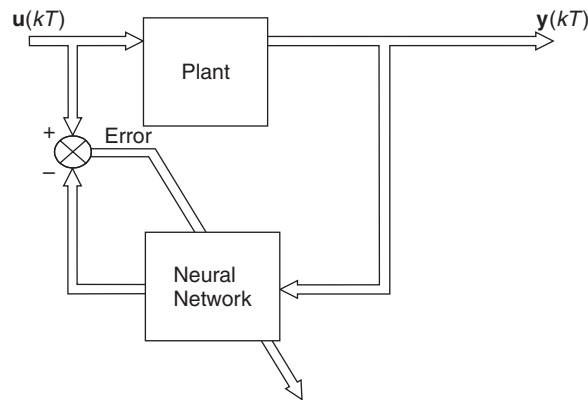 u(kT)
y(kT)
Plant
+
Error
−
Neural
Network